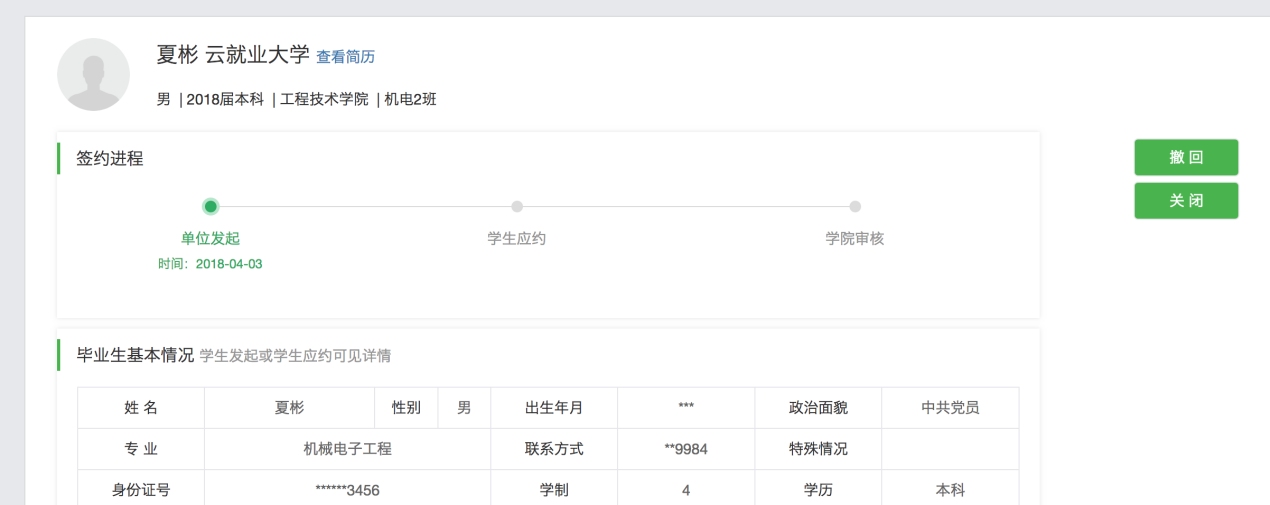 夏彬 云就业大学 查看简历
男 | 2018届本科 | 工程技术学院 | 机电2班
签约进程
撤 回
关 闭
单位发起 学生应约 学院审核
时间: 2018-04-03
毕业生基本情况 学生发起或学生应约可见详情
姓 名 夏彬 性别 男 出生年月 *** 政治面貌 中共党员
专 业 机械电子工程 联系方式 **9984 特殊情况
身份证号 ******3456 学制 4 学历 本科